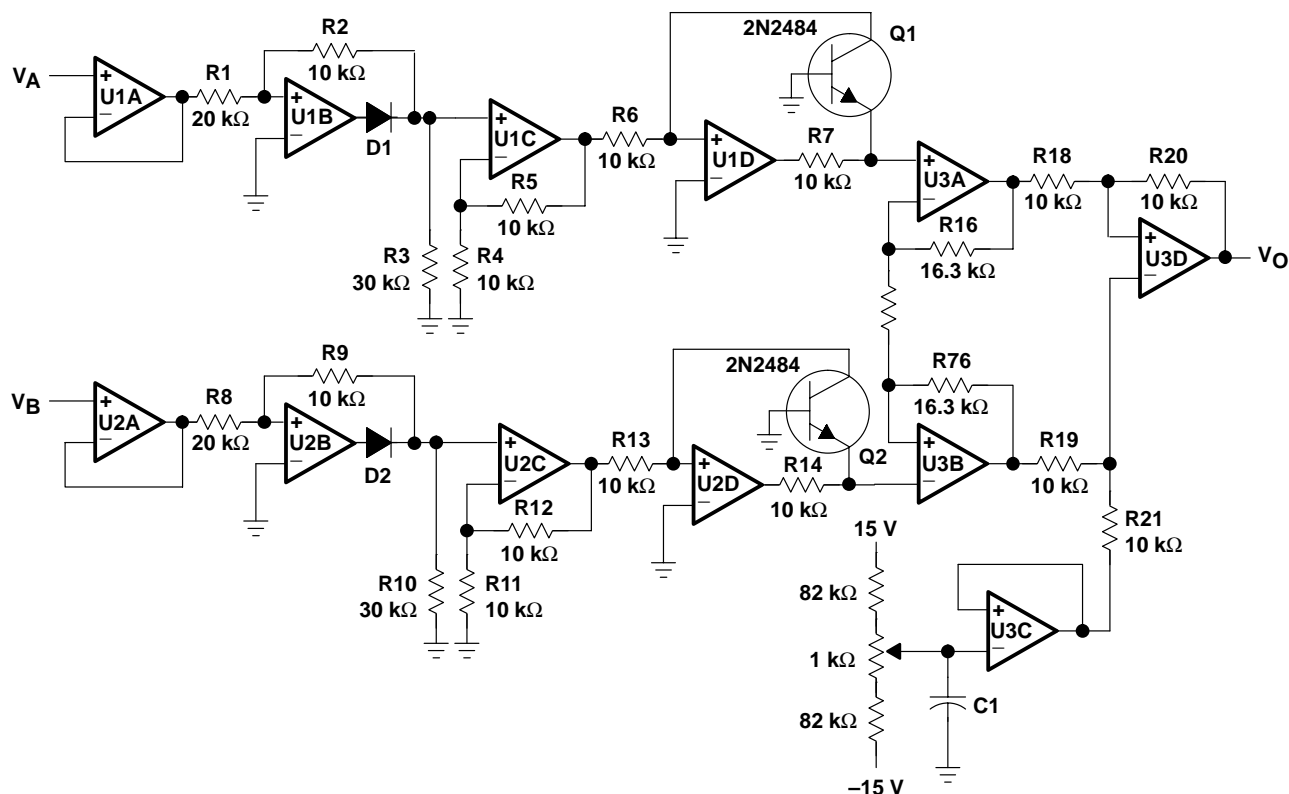 2N2484
Q1
R2
10 kΩ
VA
+
−
U1A
R1
20 kΩ
+
−
U1B
D1
+
−
U1C
R6
10 kΩ
+
−
U1D
R7
10 kΩ
R5
10 kΩ
R3
30 kΩ
R4
10 kΩ
+
−
U3A
R18
10 kΩ
R20
10 kΩ
R16
16.3 kΩ
+
−
U3D
VO
2N2484
Q2
R9
10 kΩ
VB
+
−
U2A
R8
20 kΩ
+
−
U2B
D2
+
−
U2C
R13
10 kΩ
+
−
U2D
R14
10 kΩ
R12
10 kΩ
R10
30 kΩ
R11
10 kΩ
R76
16.3 kΩ
+
−
U3B
R19
10 kΩ
R21
10 kΩ
15 V
82 kΩ
1 kΩ
82 kΩ
–15 V
+
−
U3C
C1